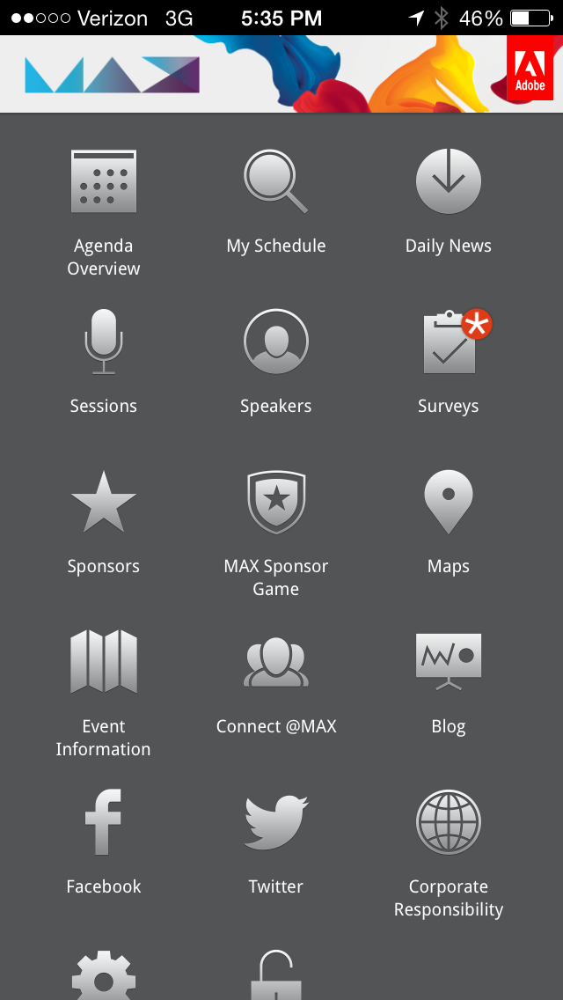 Verizon 3G 5:35 PM 46%
MAX
Adobe
Agenda Overview
My Schedule
Daily News
Sessions
Speakers
Surveys
Sponsors
MAX Sponsor Game
Maps
Event Information
Connect @MAX
Blog
Facebook
Twitter
Corporate Responsibility